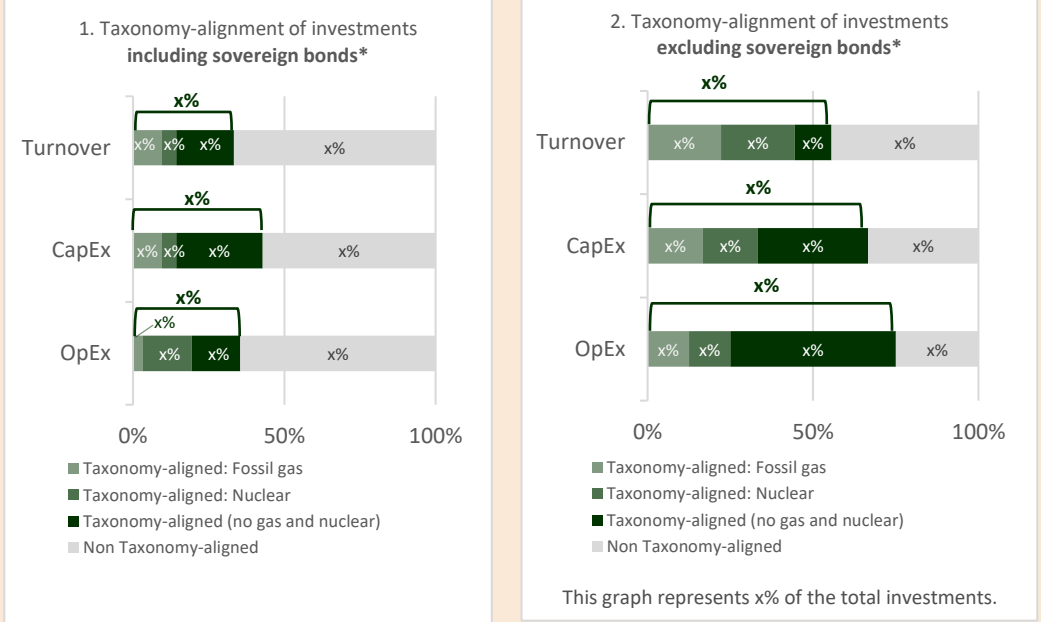 1. Taxonomy-alignment of investments
including sovereign bonds*
x%
Turnover
x% x% x% x%
x%
CapEx
x% x% x% x%
x%
x%
OpEx
x% x% x%
0% 50% 100%
Taxonomy-aligned: Fossil gas
Taxonomy-aligned: Nuclear
Taxonomy-aligned (no gas and nuclear)
Non Taxonomy-aligned
2. Taxonomy-alignment of investments
excluding sovereign bonds*
x%
Turnover
x% x% x% x%
x%
CapEx
x% x% x% x%
x%
OpEx
x% x% x% x%
0% 50% 100%
Taxonomy-aligned: Fossil gas
Taxonomy-aligned: Nuclear
Taxonomy-aligned (no gas and nuclear)
Non Taxonomy-aligned
This graph represents x% of the total investments.